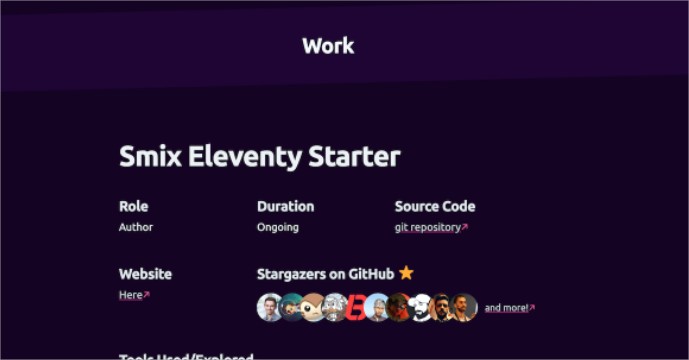 Work
Smix Eleventy Starter
Role
Duration
Source Code
Author
Ongoing
git repository↗
Website
Stargazers on GitHub ⭐
Here↗
and more!↗
Tools Used/Explored